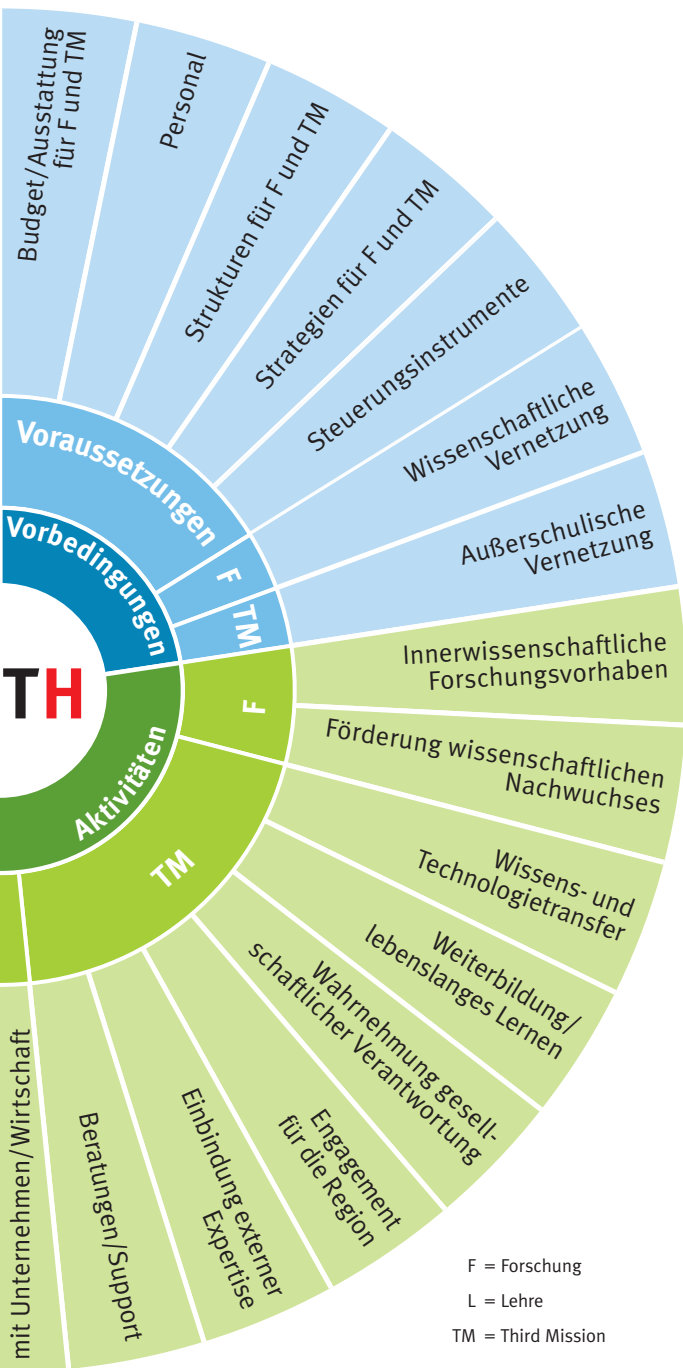 Budget/Ausstattung
für F und TM
Personal
Strukturen für F und TM
Strategien für F und TM
Steuerungsinstrumente
Wissenschaftliche
Vernetzung
Außerschulische
Vernetzung
Voraussetzungen
F
TM
Vorbedingungen
TH
Aktivitäten
F
TM
Innerwissenschaftliche
Forschungsvorhaben
Förderung wissenschaftlichen
Nachwuchses
Wissens- und
Technologietransfer
Weiterbildung/
lebenslanges Lernen
Wahrnehmung gesell-
schaftlicher Verantwortung
Engagement
für die Region
Einbindung externer
Expertise
Beratungen/Support
mit Unternehmen/Wirtschaft
F = Forschung
L = Lehre
TM = Third Mission